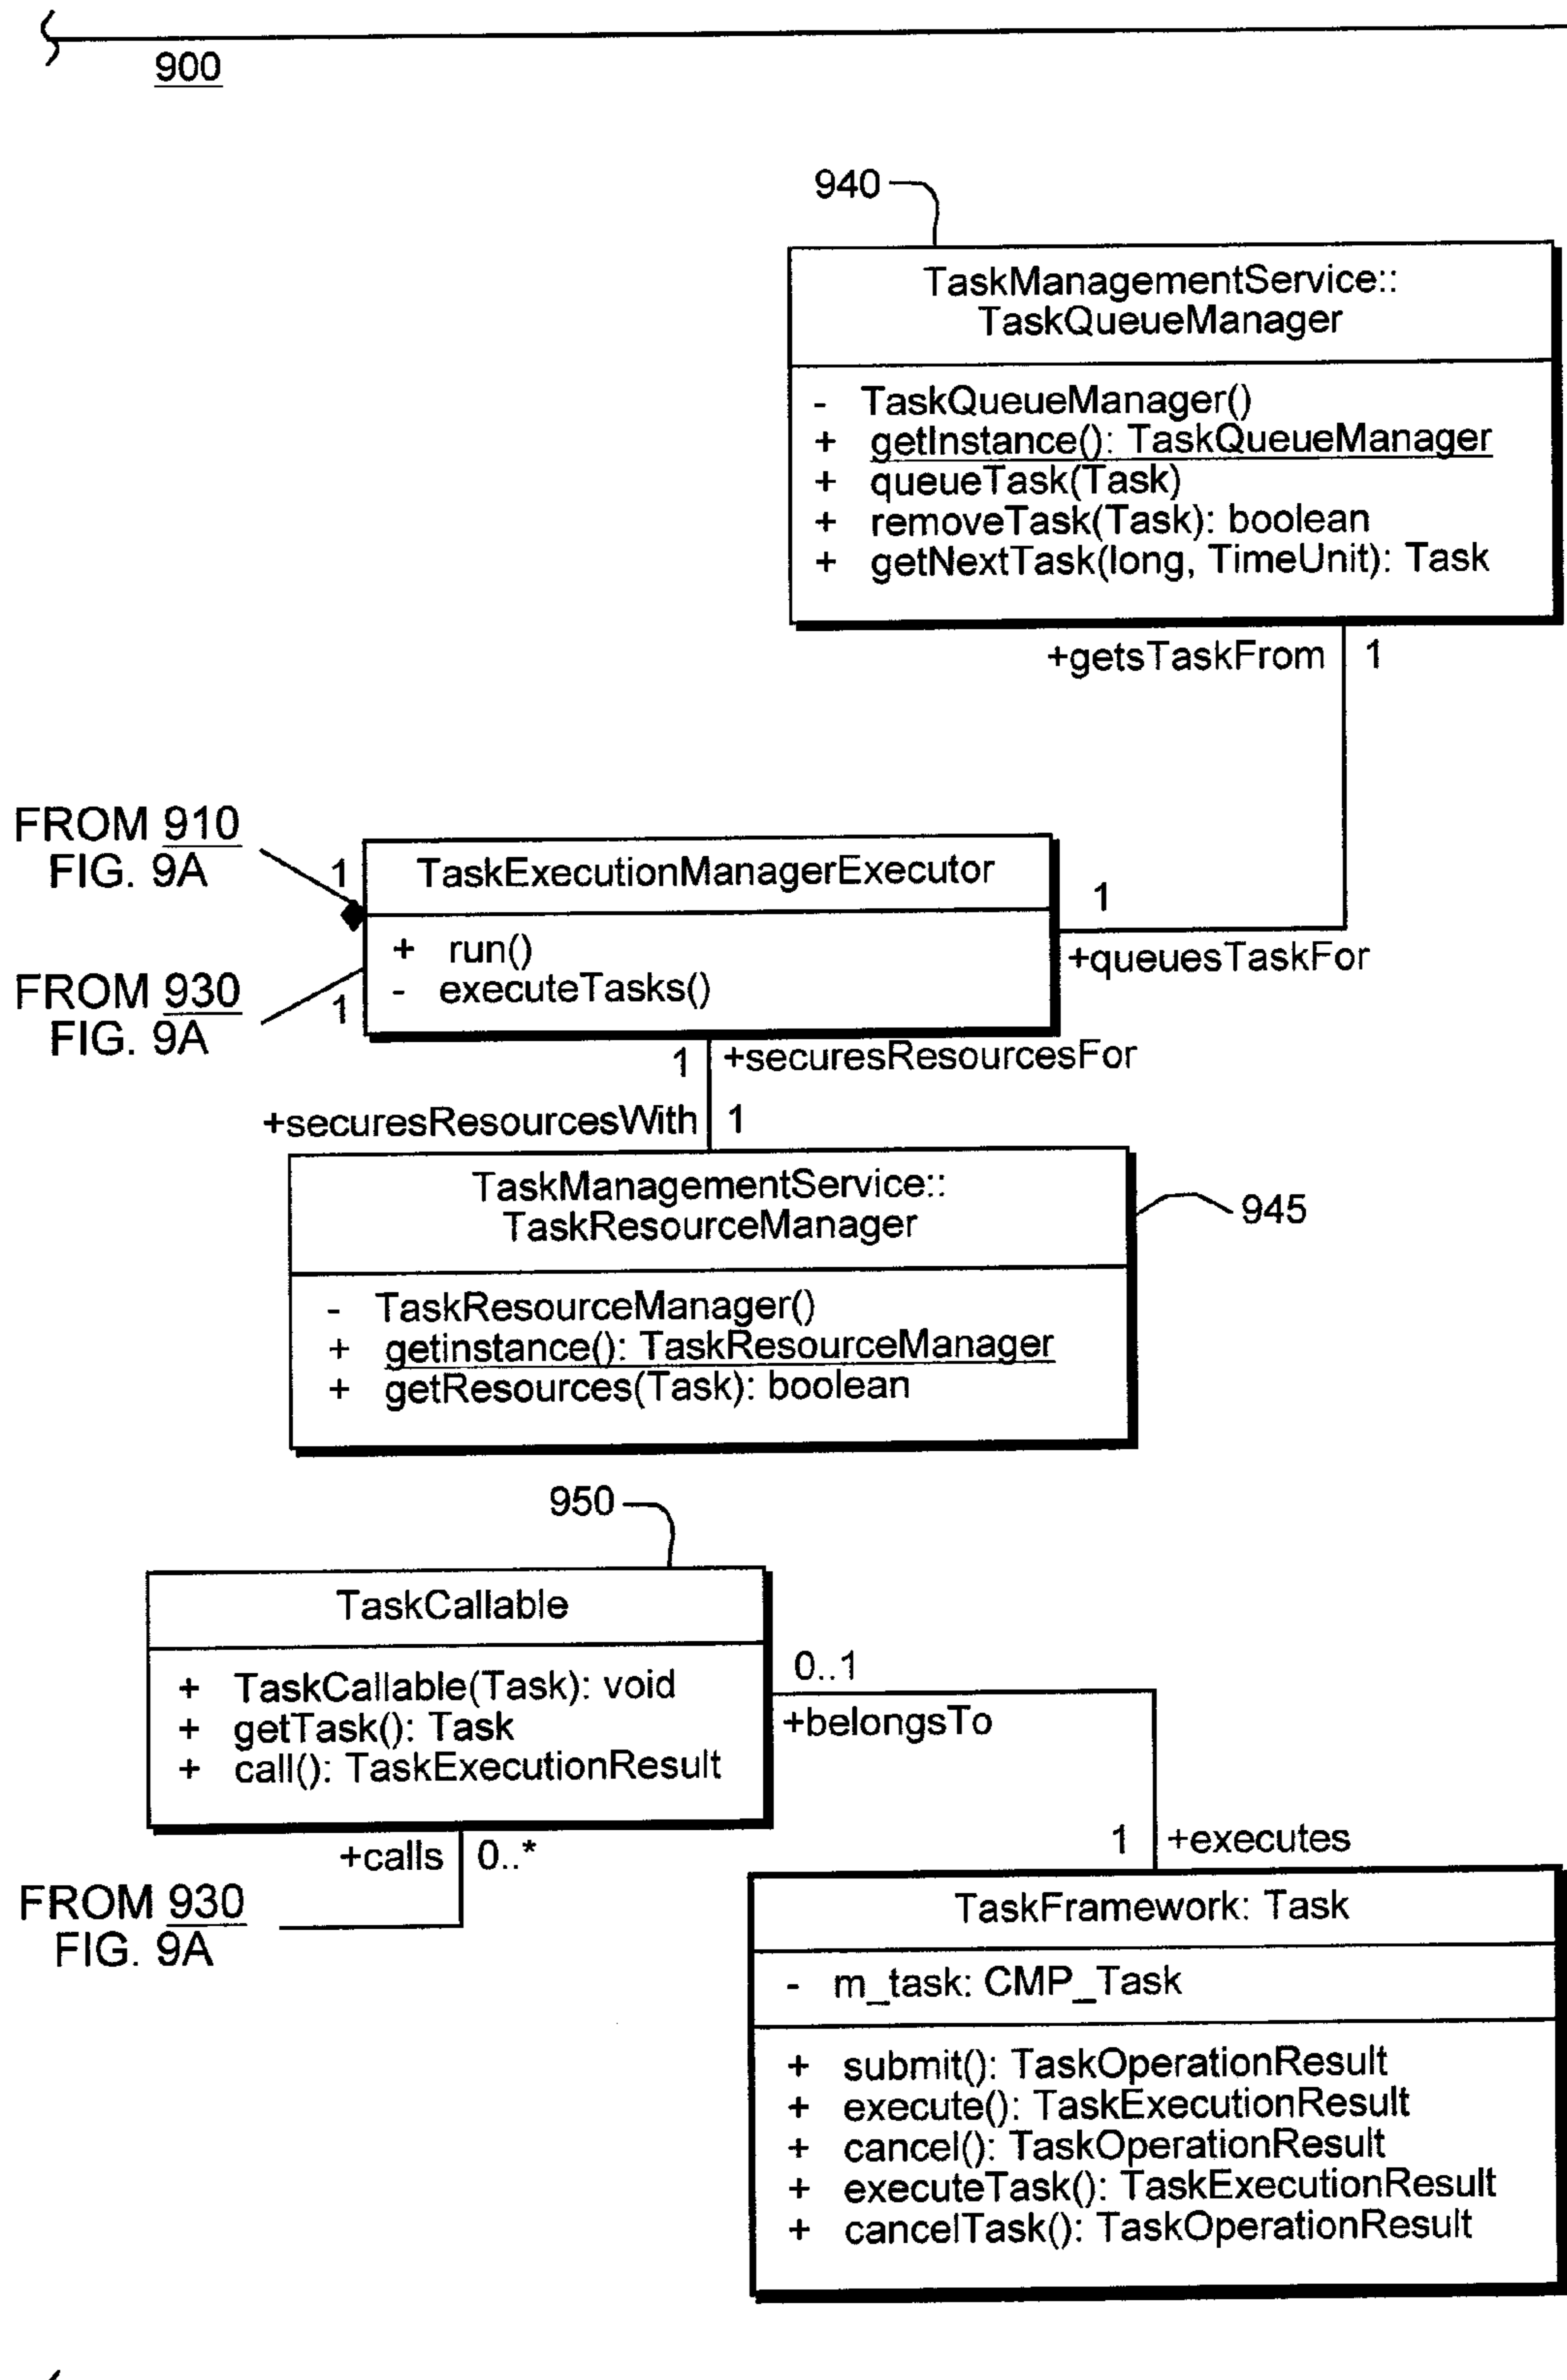 900
940
TaskManagementService::
TaskQueueManager
- TaskQueueManager()
+ getInstance(): TaskQueueManager
+ queueTask(Task)
+ removeTask(Task): boolean
+ getNextTask(long, TimeUnit): Task
+getsTaskFrom 1
FROM 910
FIG. 9A
1
TaskExecutionManagerExecutor
+ run()
- executeTasks()
1
+queuesTaskFor
FROM 930
FIG. 9A
1
1 +securesResourcesFor
+securesResourcesWith 1
TaskManagementService::
TaskResourceManager
945
- TaskResourceManager()
+ getinstance(): TaskResourceManager
+ getResources(Task): boolean
950
TaskCallable
+ TaskCallable(Task): void
+ getTask(): Task
+ call(): TaskExecutionResult
0..1
+belongsTo
+calls 0..*
FROM 930
FIG. 9A
1 +executes
TaskFramework: Task
- m_task: CMP_Task
+ submit(): TaskOperationResult
+ execute(): TaskExecutionResult
+ cancel(): TaskOperationResult
+ executeTask(): TaskExecutionResult
+ cancelTask(): TaskOperationResult